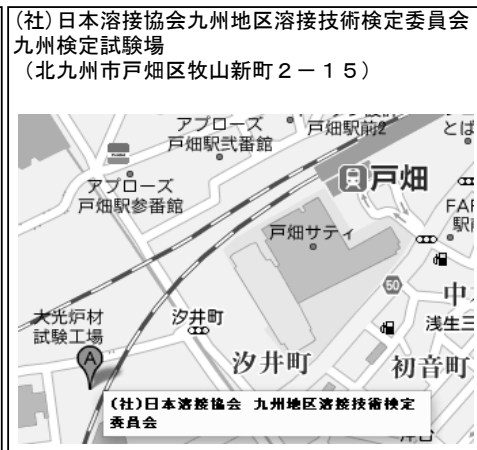 (社)日本溶接協会九州地区溶接技術検定委員会
九州検定試験場
（北九州市戸畑区牧山新町２－１５）
アプローズ
戸畑駅弐番館
戸畑駅前2
とば
戸畑
アプローズ
戸畑駅参番館
FAI
駅前
戸畑サティ
50
中
大光炉材
試験工場
汐井町
浅生三
汐井町
初音町
A
(社)日本溶接協会 九州地区溶接技術検定
委員会